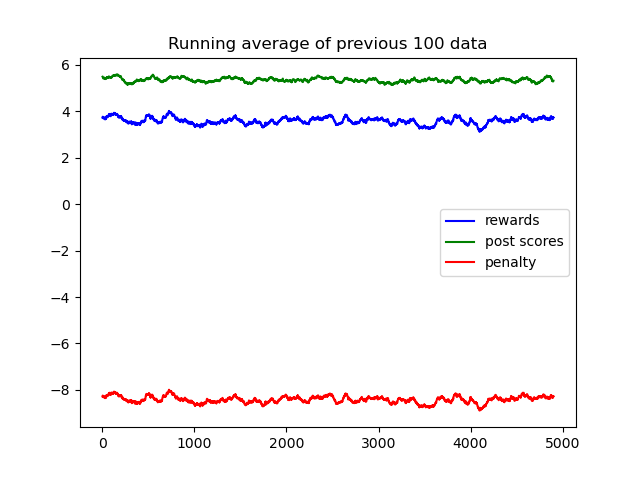 Running average of previous 100 data
6
4
2
0
−2
−4
−6
−8
rewards
post scores
penalty
0 1000 2000 3000 4000 5000